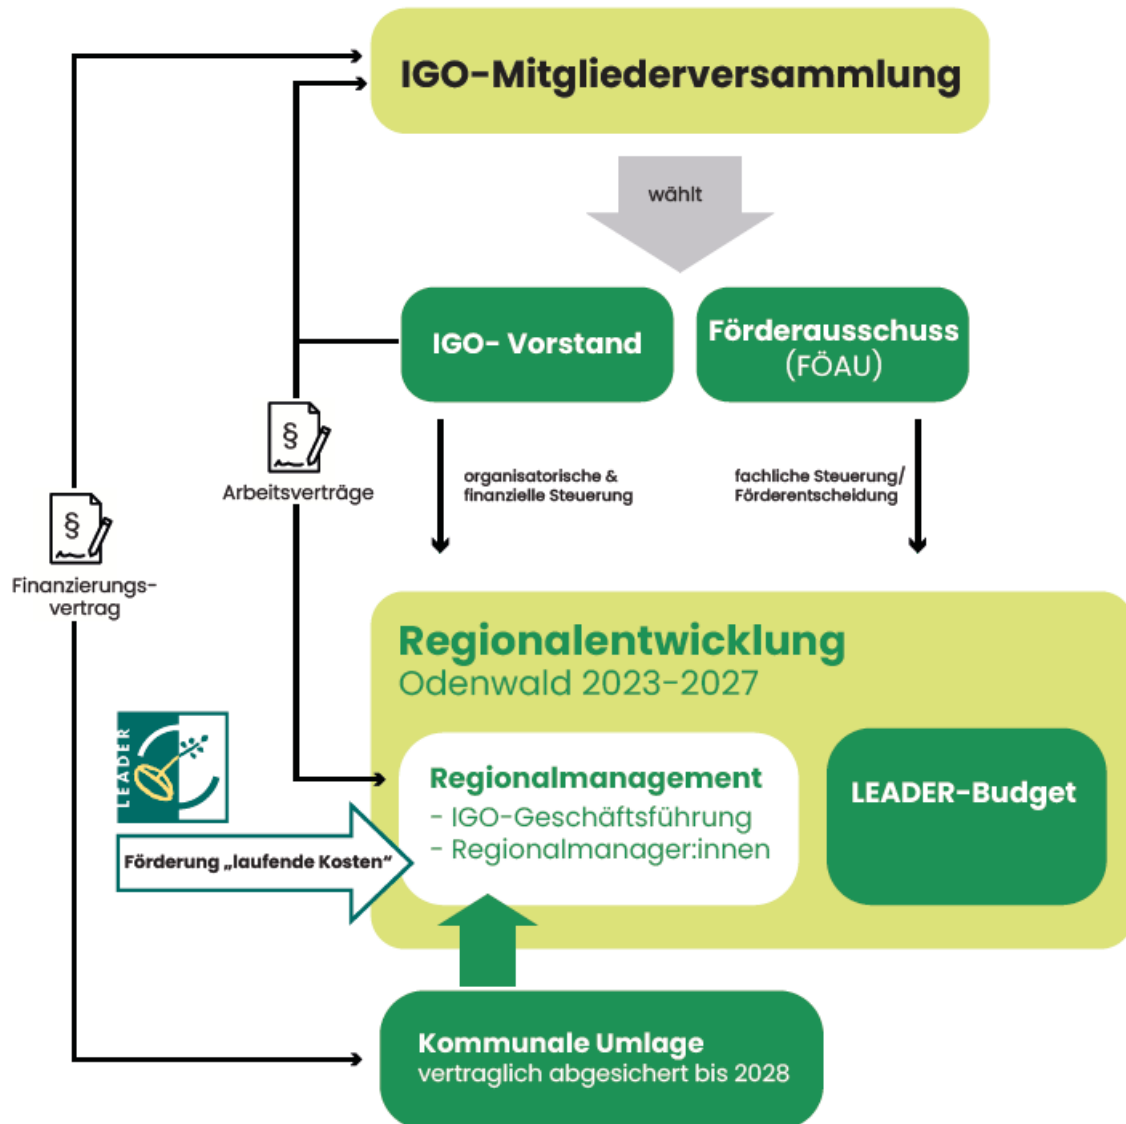 IGO-Mitgliederversammlung
wählt
IGO- Vorstand
Förderausschuss
(FÖAU)
§
Arbeitsverträge
organisatorische &
finanzielle Steuerung
fachliche Steuerung/
Förderentscheidung
§
Finanzierungs-
vertrag
Regionalentwicklung
Odenwald 2023-2027
LEADER
Regionalmanagement
- IGO-Geschäftsführung
- Regionalmanager:innen
LEADER-Budget
Förderung „laufende Kosten“
Kommunale Umlage
vertraglich abgesichert bis 2028